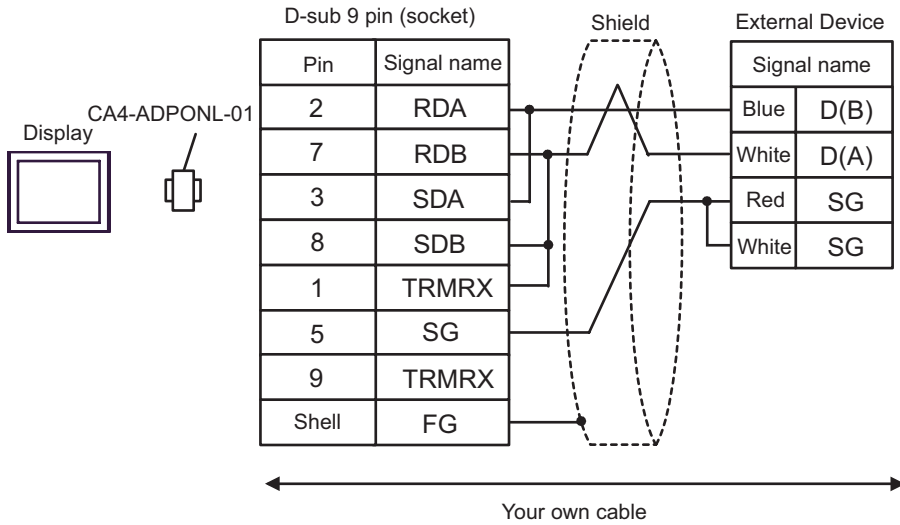 D-sub 9 pin (socket)
Shield
External Device
Pin Signal name
Signal name
CA4-ADPONL-01
Display
2 RDA
Blue D(B)
7 RDB
White D(A)
3 SDA
Red SG
8 SDB
White SG
1 TRMRX
5 SG
9 TRMRX
Shell FG
Your own cable